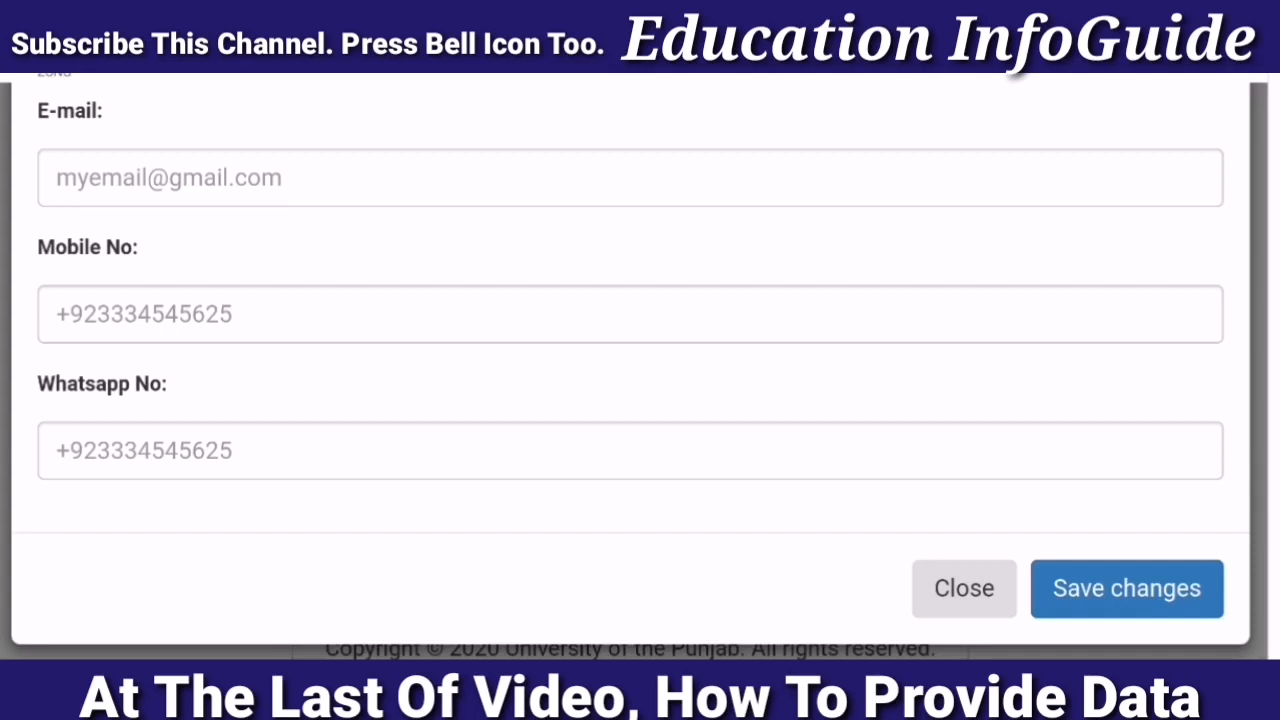 Subscribe This Channel. Press Bell Icon Too. Education InfoGuide
E-mail:
myemail@gmail.com
Mobile No:
+923334545625
Whatsapp No:
+923334545625
Close Save changes
Copyright © 2020 University of the Punjab. All rights reserved.
At The Last Of Video, How To Provide Data